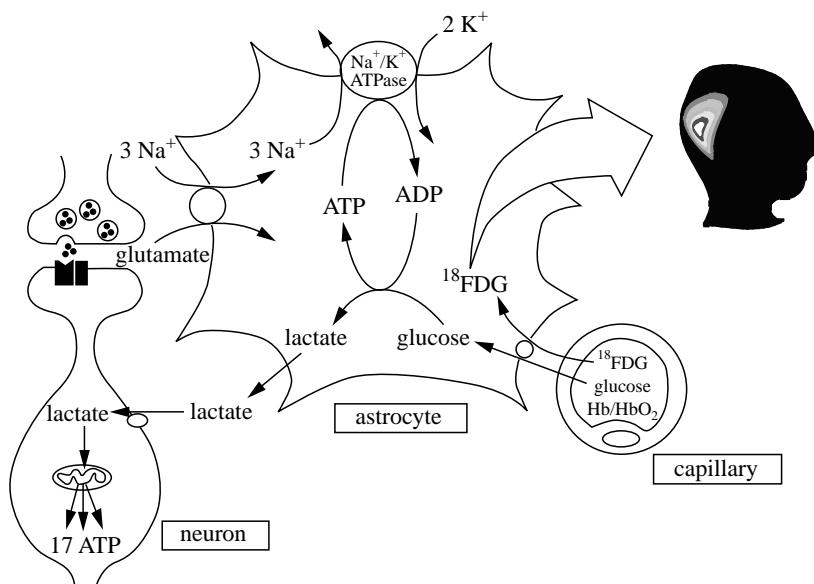 2 K⁺
Na⁺/K⁺
ATPase
3 Na⁺
3 Na⁺
ATP
ADP
glutamate
¹⁸FDG
lactate
glucose
¹⁸FDG
glucose
Hb/HbO₂
lactate
lactate
astrocyte
capillary
neuron
17 ATP